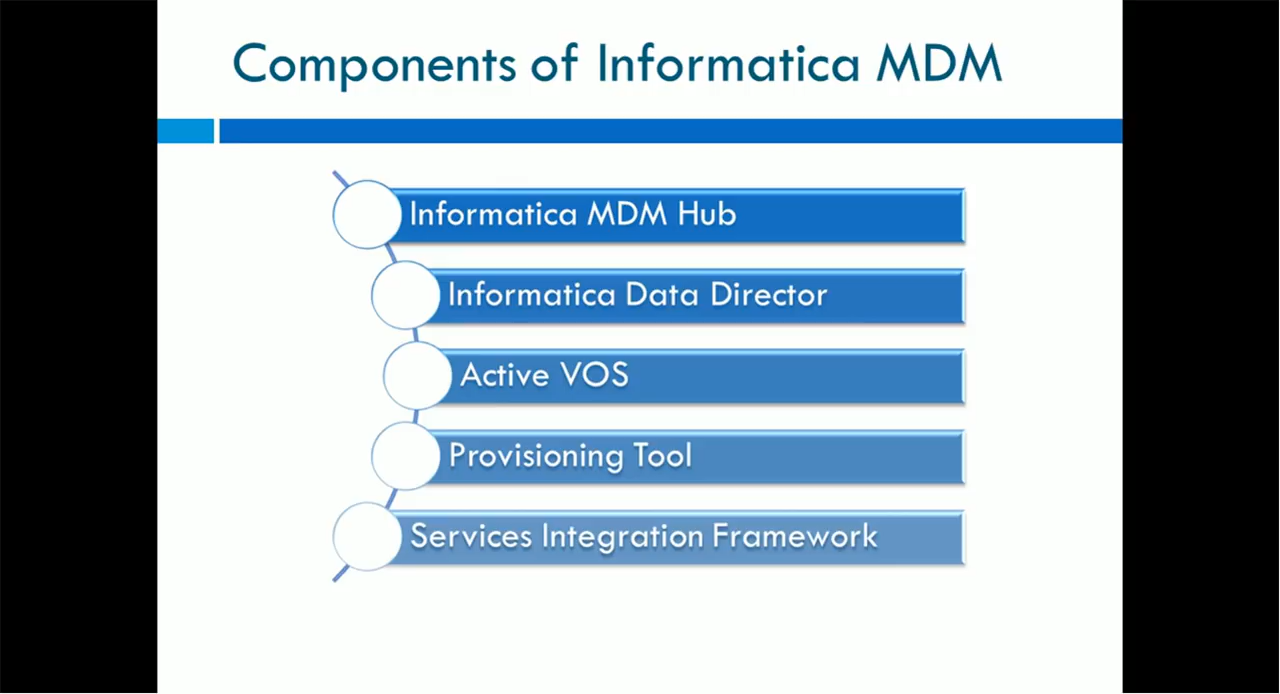 Components of Informatica MDM
Informatica MDM Hub
Informatica Data Director
Active VOS
Provisioning Tool
Services Integration Framework